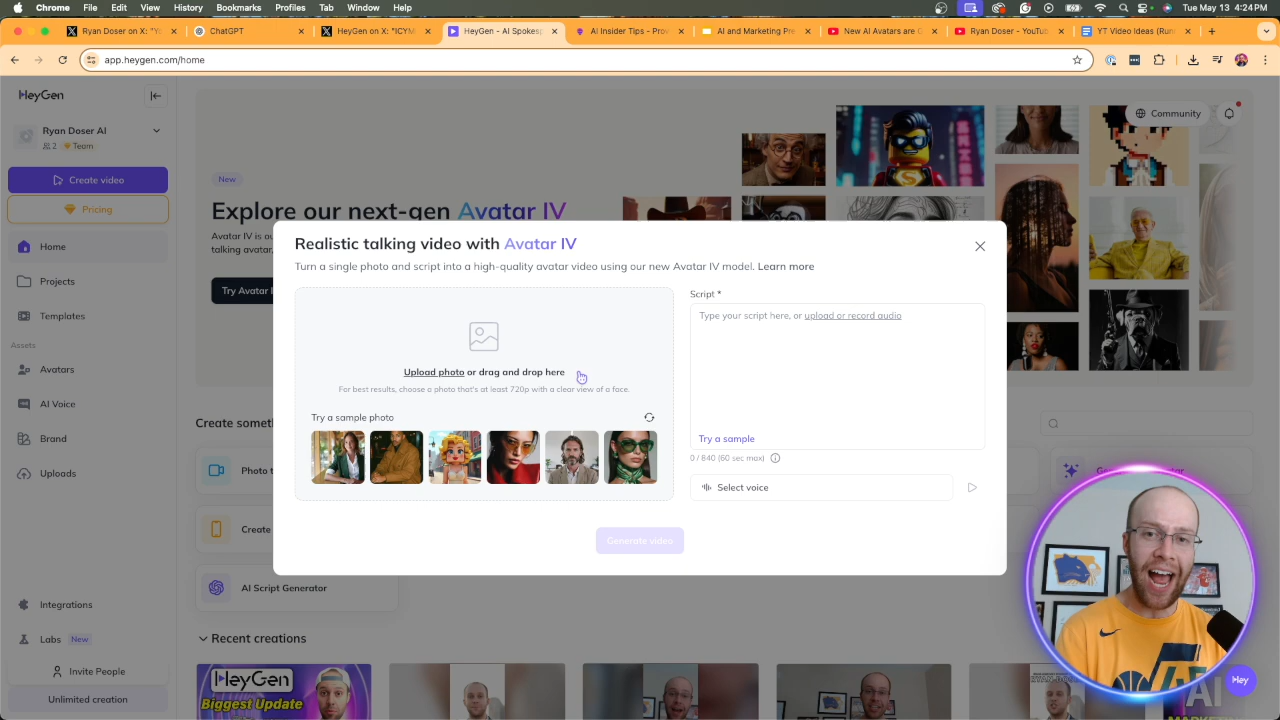 Chrome File Edit View History Bookmarks Profiles Tab Window Help
Tue May 13 4:24 PM
Ryan Doser on X: "Yo
ChatGPT
HeyGen on X: "ICYMI
HeyGen - AI Spokesp
AI Insider Tips - Prov
AI and Marketing Pre
New AI Avatars are G
Ryan Doser - YouTube
YT Video Ideas (Run
app.heygen.com/home
HeyGen
Ryan Doser AI
2 Team
Create video
Pricing
Home
Projects
Templates
Assets
Avatars
AI Voice
Brand
Uploads
Integrations
Labs New
Invite People
Unlimited creation
Community
New
Explore our next-gen Avatar IV
Avatar IV is ou
talking avatar,
Try Avatar I
Realistic talking video with Avatar IV
Turn a single photo and script into a high-quality avatar video using our new Avatar IV model. Learn more
Upload photo or drag and drop here
For best results, choose a photo that's at least 720p with a clear view of a face.
Try a sample photo
Script *
Type your script here, or upload or record audio
Try a sample
0 / 840 (60 sec max)
Select voice
Generate video
Create someth
Photo t
Create
AI Script Generator
Recent creations
HeyGen
Biggest Update
AI
Hey